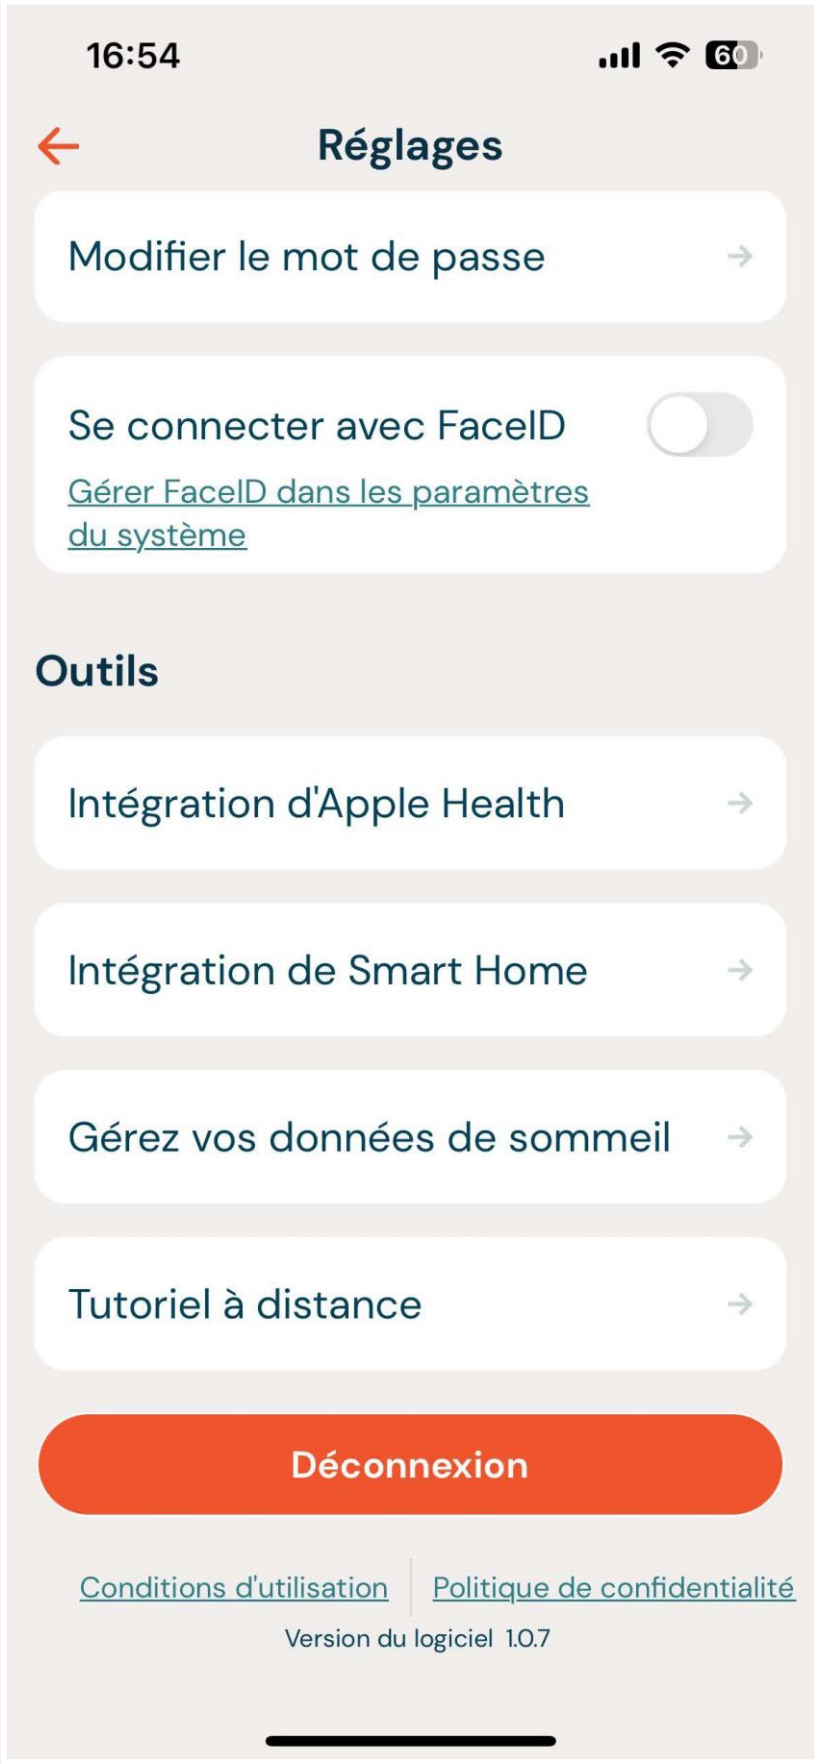 16:54
60
Réglages
Modifier le mot de passe
Se connecter avec FaceID
Gérer FaceID dans les paramètres
du système
Outils
Intégration d'Apple Health
Intégration de Smart Home
Gérez vos données de sommeil
Tutoriel à distance
Déconnexion
Conditions d'utilisation
Politique de confidentialité
Version du logiciel 1.0.7